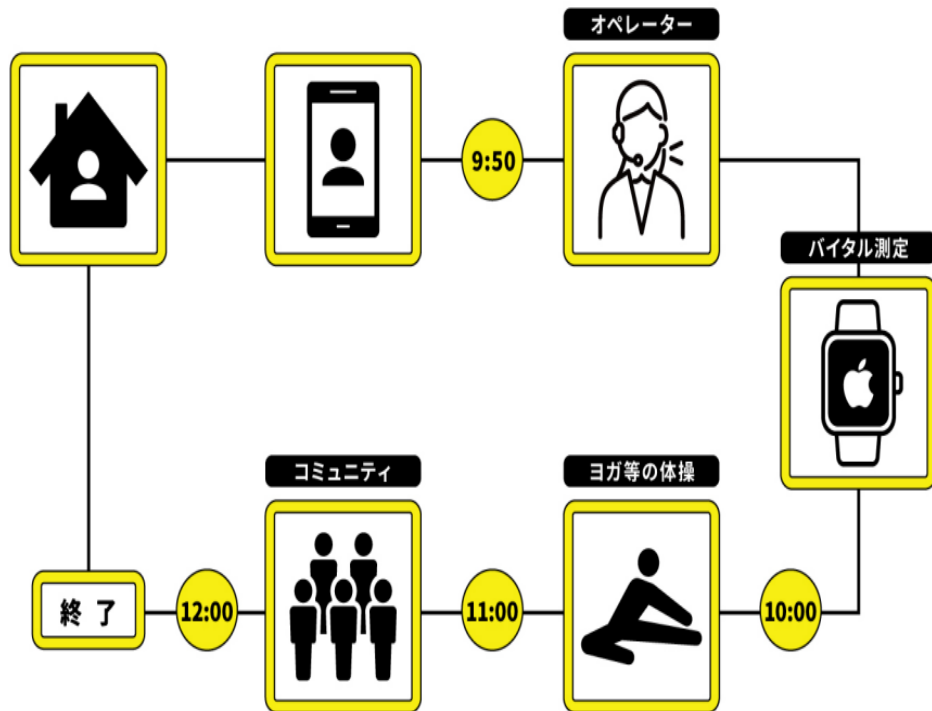 オペレーター
9:50
バイタル測定
コミュニティ
ヨガ等の体操
終了
12:00
11:00
10:00